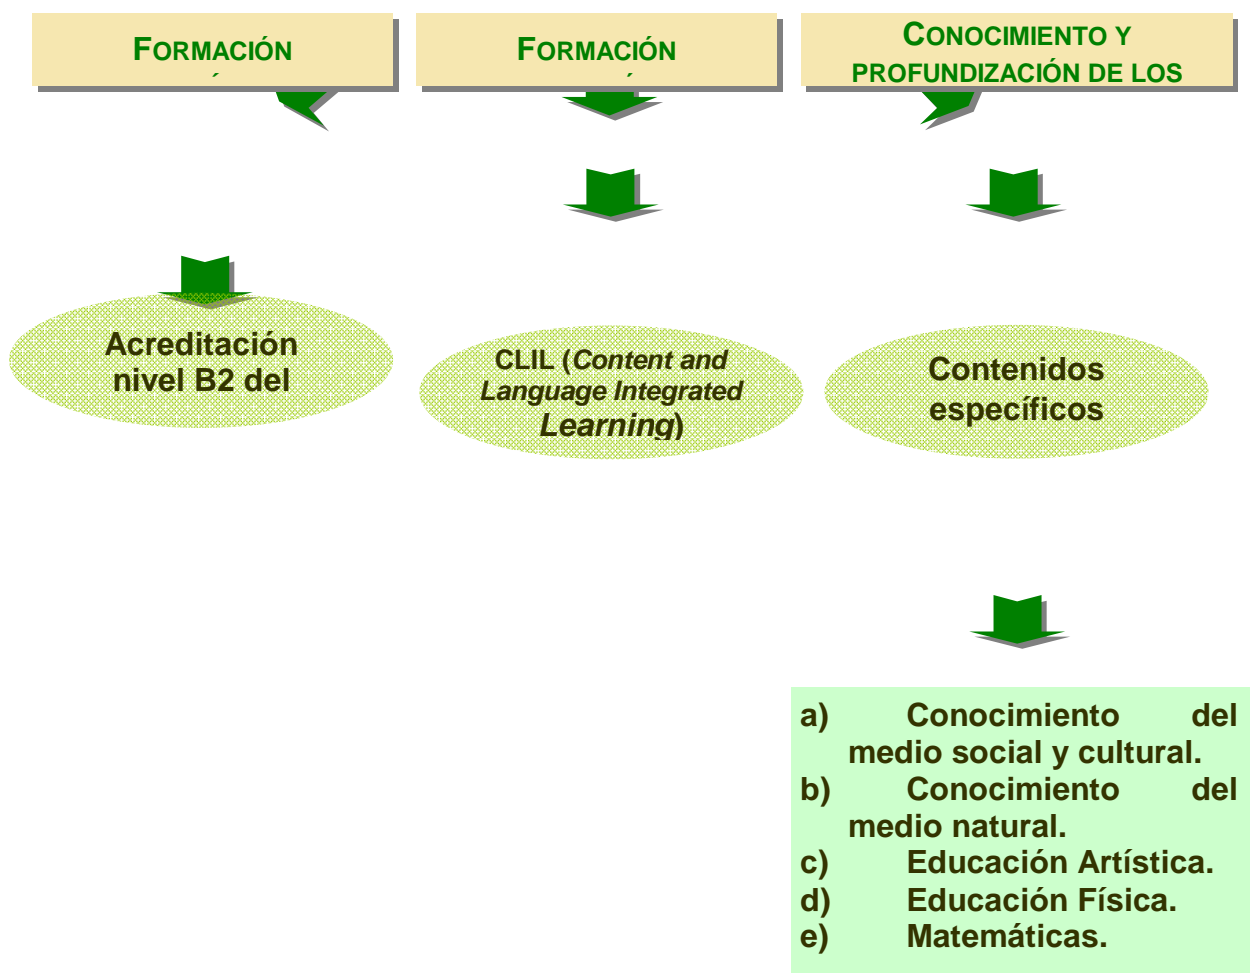 FORMACIÓN
FORMACIÓN
CONOCIMIENTO Y
PROFUNDIZACIÓN DE LOS
Acreditación
nivel B2 del
CLIL (Content and
Language Integrated
Learning)
Contenidos
específicos
a) Conocimiento del
medio social y cultural.
b) Conocimiento del
medio natural.
c) Educación Artística.
d) Educación Física.
e) Matemáticas.